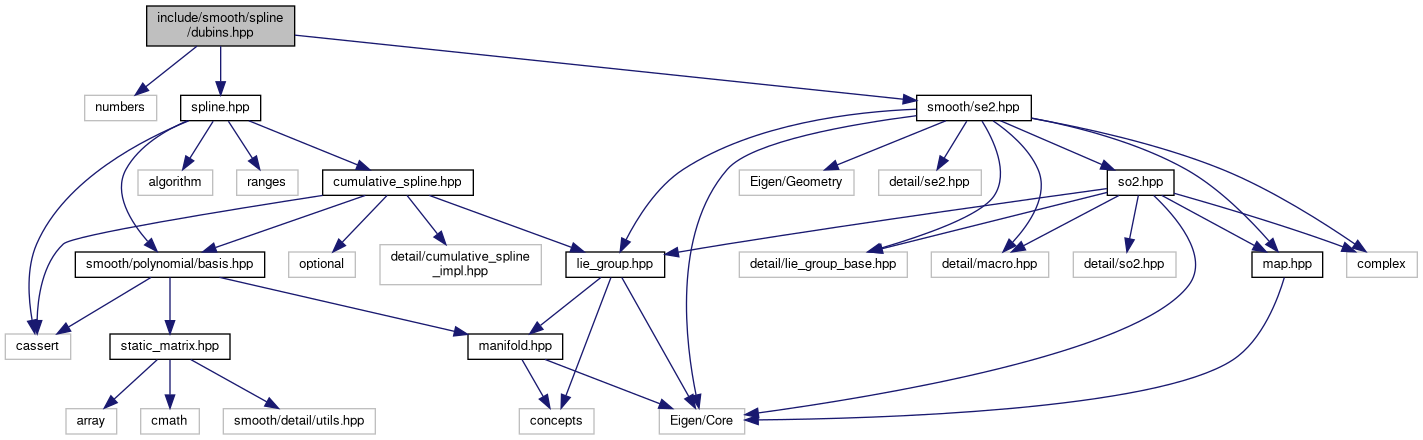 include/smooth/spline
/dubins.hpp
numbers
spline.hpp
smooth/se2.hpp
algorithm
ranges
cumulative_spline.hpp
Eigen/Geometry
detail/se2.hpp
so2.hpp
smooth/polynomial/basis.hpp
optional
detail/cumulative_spline
_impl.hpp
lie_group.hpp
detail/lie_group_base.hpp
detail/macro.hpp
detail/so2.hpp
map.hpp
complex
cassert
static_matrix.hpp
manifold.hpp
array
cmath
smooth/detail/utils.hpp
concepts
Eigen/Core